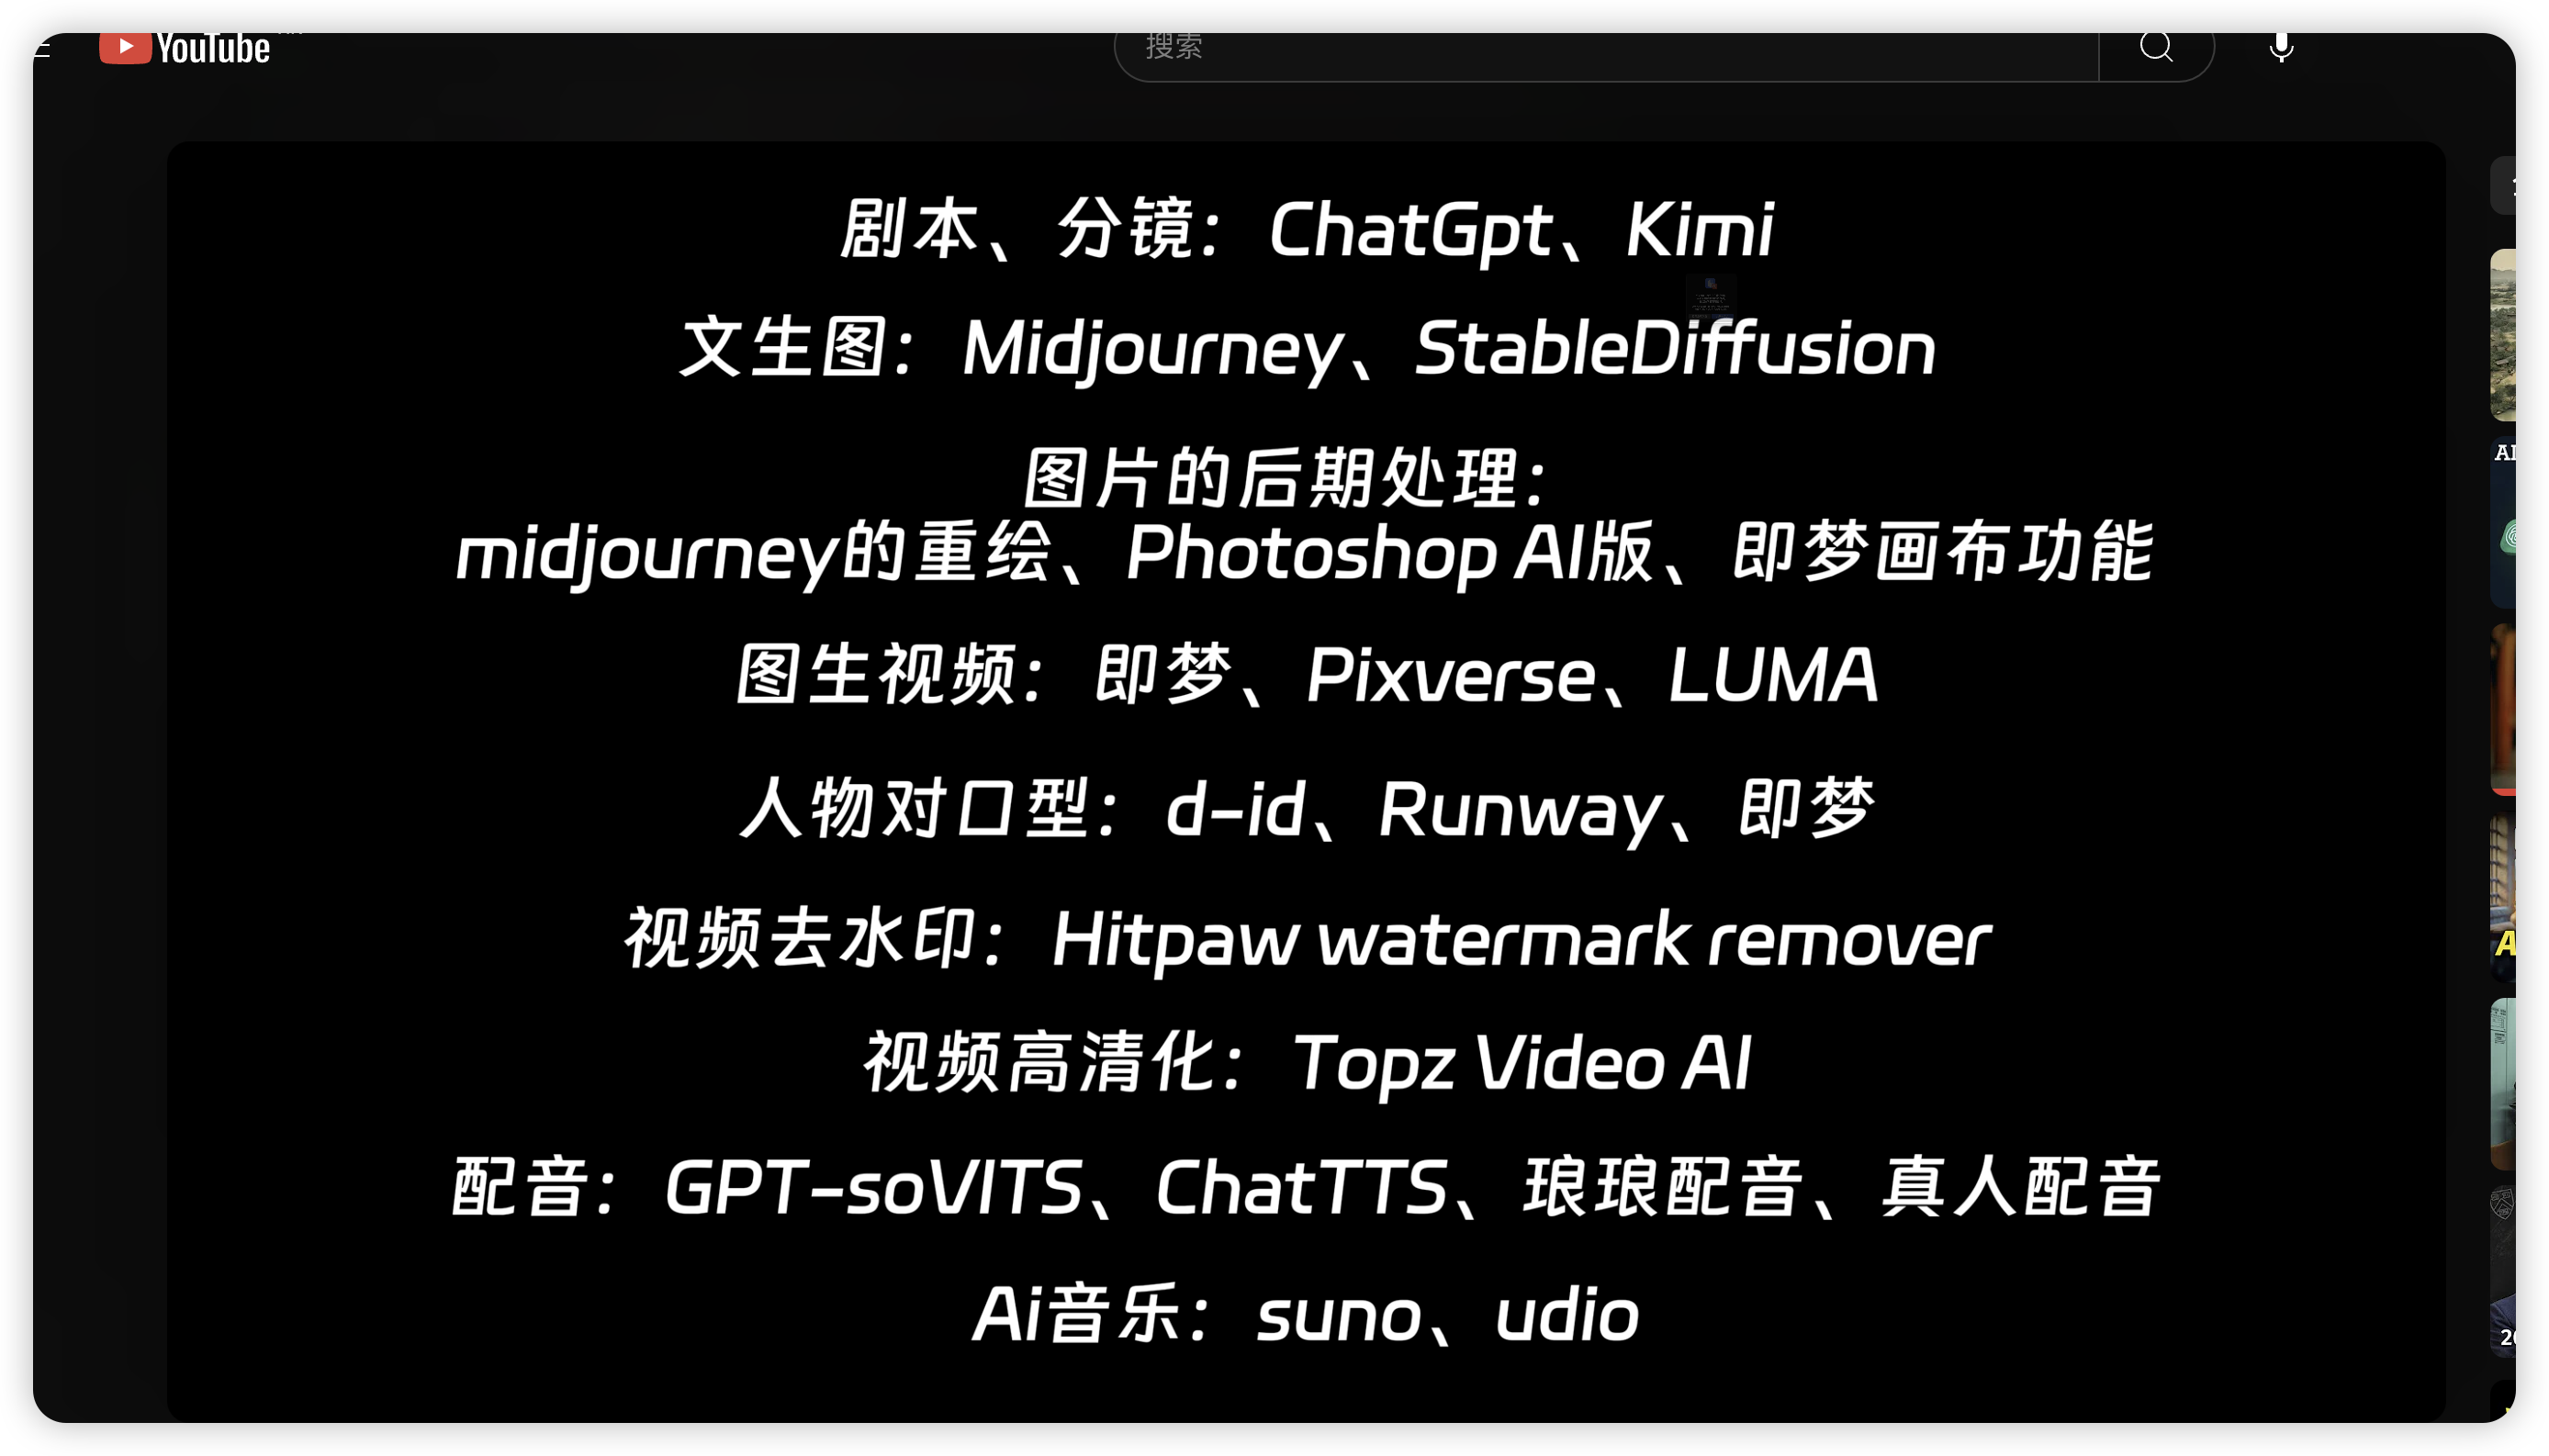 YouTube
搜索
剧本、分镜：ChatGpt、Kimi
文生图：Midjourney、StableDiffusion
图片的后期处理：
midjourney的重绘、Photoshop AI版、即梦画布功能
图生视频：即梦、Pixverse、LUMA
人物对口型：d-id、Runway、即梦
视频去水印：Hitpaw watermark remover
视频高清化：Topz Video AI
配音：GPT-soVITS、ChatTTS、琅琅配音、真人配音
Ai音乐：suno、udio
AI
A